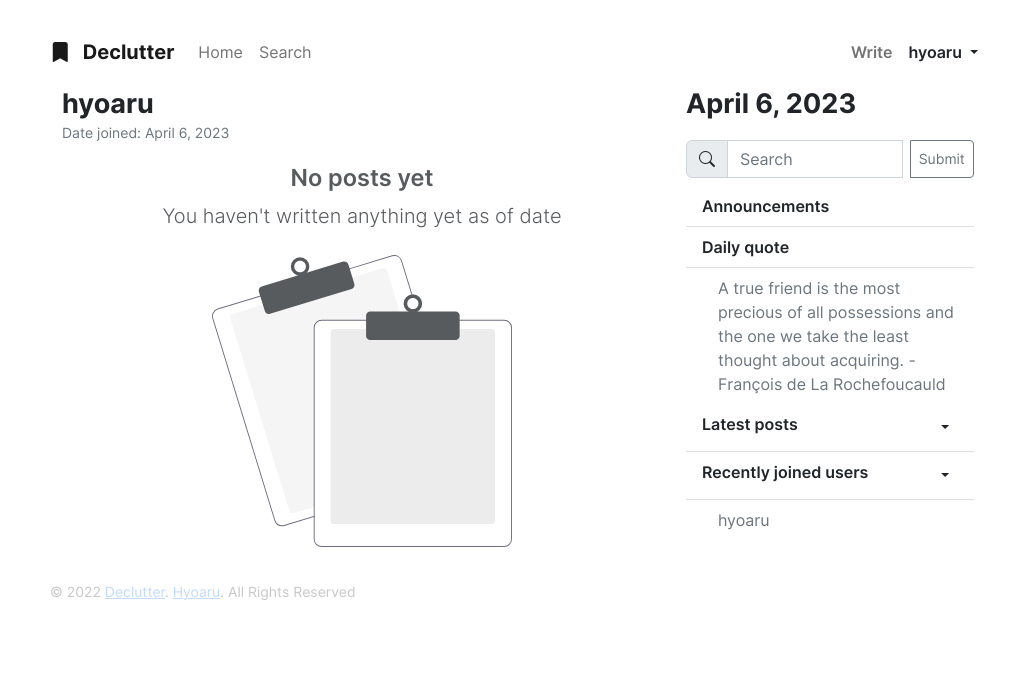 Declutter Home Search Write hyoaru
hyoaru
Date joined: April 6, 2023
No posts yet
You haven't written anything yet as of date
April 6, 2023
Search Submit
Announcements
Daily quote
A true friend is the most
precious of all possessions and
the one we take the least
thought about acquiring. -
François de La Rochefoucauld
Latest posts
Recently joined users
hyoaru
© 2022 Declutter. Hyoaru. All Rights Reserved